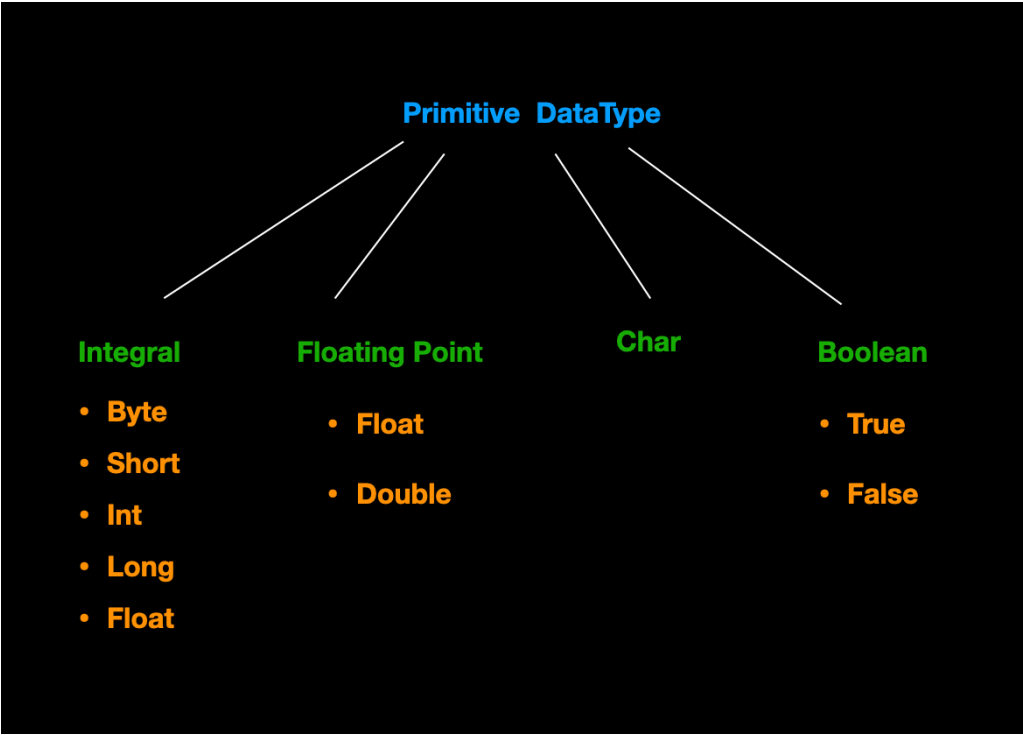 Primitive DataType
Integral
• Byte
• Short
• Int
• Long
• Float
Floating Point
• Float
• Double
Char
Boolean
• True
• False